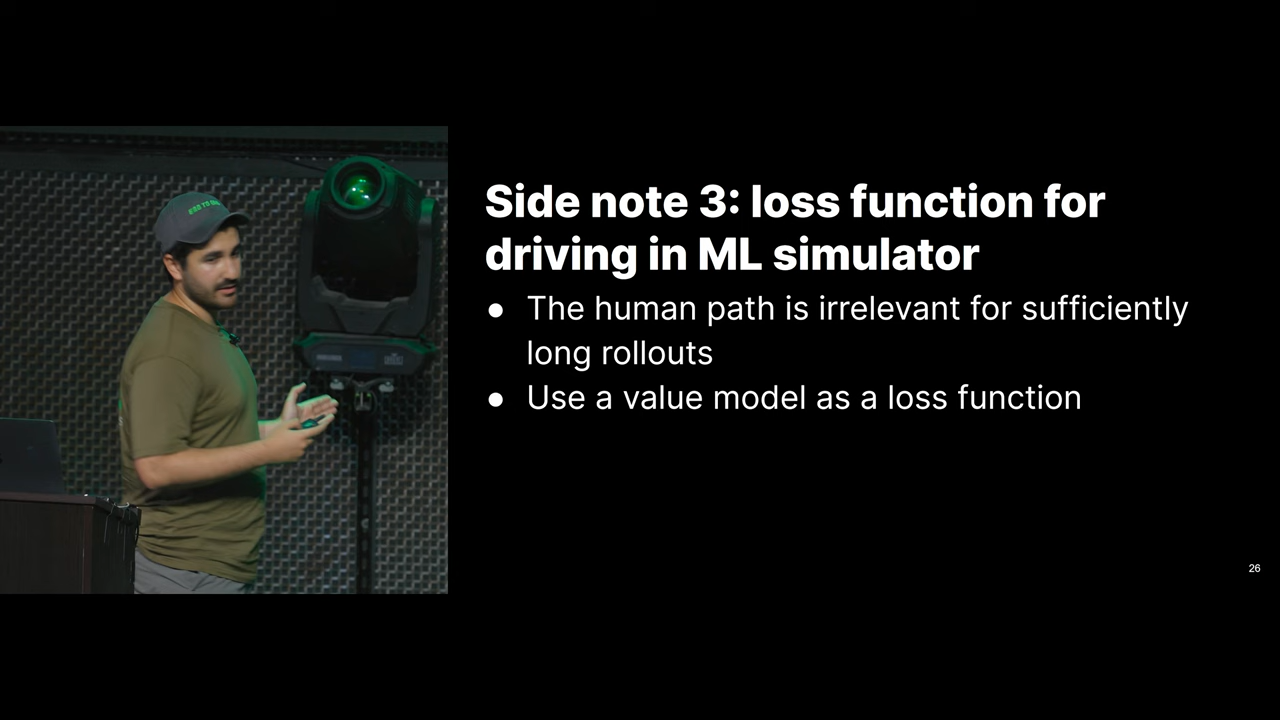 Side note 3: loss function for
driving in ML simulator
● The human path is irrelevant for sufficiently
long rollouts
● Use a value model as a loss function
26